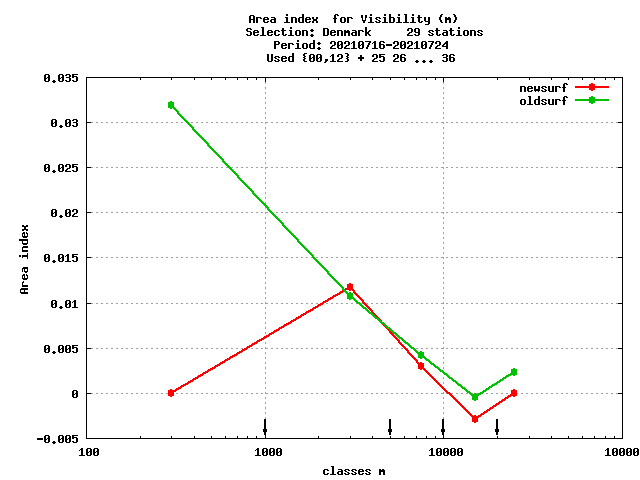 Area index  for Visibility (m)
Selection: Denmark     29 stations
Period: 20210716-20210724
Used {00,12} + 25 26 ... 36
newsurf
oldsurf
0.035
0.03
0.025
0.02
0.015
0.01
0.005
0
-0.005
Area index
100
1000
10000
10000
classes m